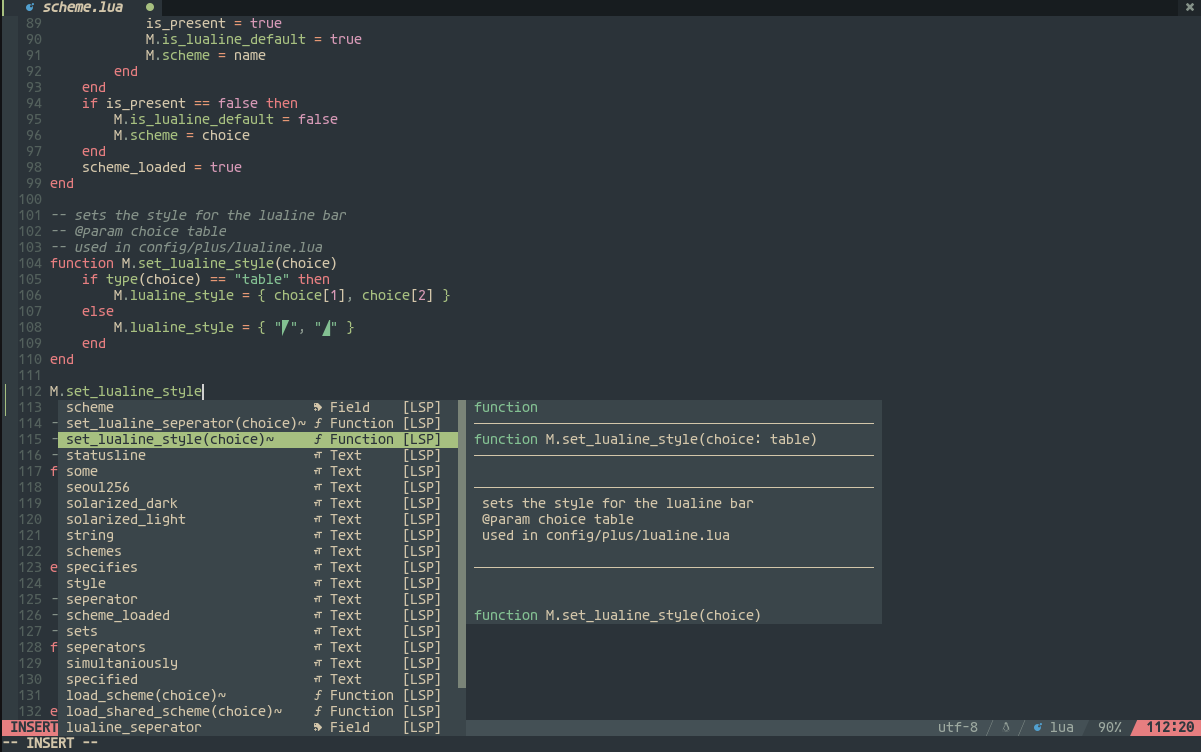 scheme.lua
89 is_present = true
90 M.is_lualine_default = true
91 M.scheme = name
92 end
93 end
94 if is_present == false then
95 M.is_lualine_default = false
96 M.scheme = choice
97 end
98 scheme_loaded = true
99 end
100
101 -- sets the style for the lualine bar
102 -- @param choice table
103 -- used in config/plus/lualine.lua
104 function M.set_lualine_style(choice)
105 if type(choice) == "table" then
106 M.lualine_style = { choice[1], choice[2] }
107 else
108 M.lualine_style = { "", "" }
109 end
110 end
111
112 M.set_lualine_style
113 scheme Field [LSP] function
114 - set_lualine_seperator(choice)~ ƒ Function [LSP]
115 - set_lualine_style(choice)~ ƒ Function [LSP] function M.set_lualine_style(choice: table)
116 - statusline Text [LSP]
117 f some Text [LSP]
118 seoul256 Text [LSP]
119 solarized_dark Text [LSP] sets the style for the lualine bar
120 solarized_light Text [LSP] @param choice table
121 string Text [LSP] used in config/plus/lualine.lua
122 schemes Text [LSP]
123 e specifies Text [LSP]
124 style Text [LSP]
125 - seperator Text [LSP]
126 - scheme_loaded Text [LSP] function M.set_lualine_style(choice)
127 - sets Text [LSP]
128 f seperators Text [LSP]
129 simultaniously Text [LSP]
130 specified Text [LSP]
131 load_scheme(choice)~ ƒ Function [LSP]
132 e load_shared_scheme(choice)~ ƒ Function [LSP]
INSERT lualine_seperator Field [LSP] utf-8 lua 90% 112:20
-- INSERT --